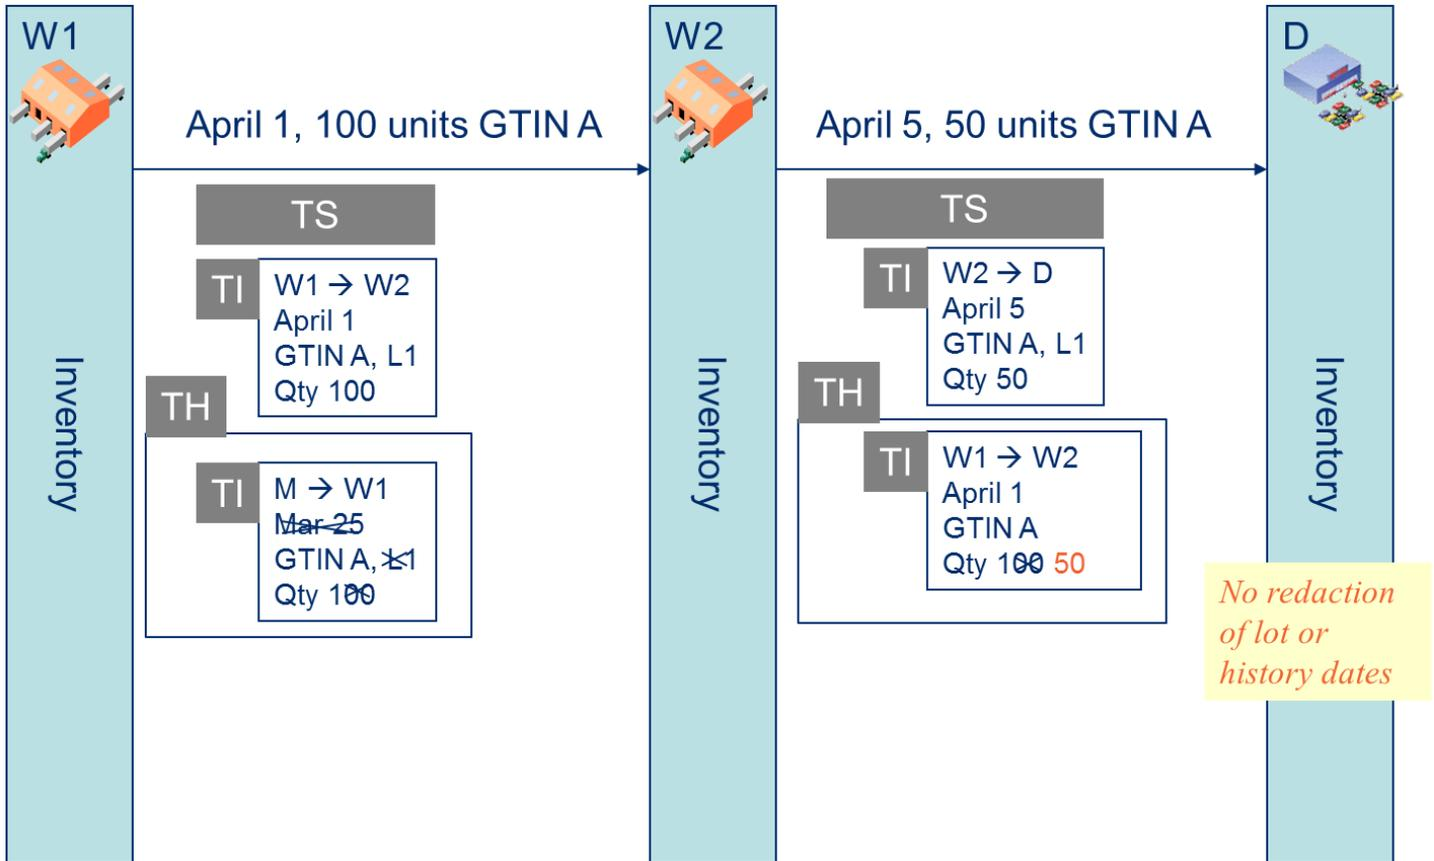 W1
W2
D
April 1, 100 units GTIN A
April 5, 50 units GTIN A
TS
TI
W1 → W2
April 1
GTIN A, L1
Qty 100
TH
TI
M → W1
Mar 25
GTIN A, L1
Qty 100
TS
TI
W2 → D
April 5
GTIN A, L1
Qty 50
TH
TI
W1 → W2
April 1
GTIN A
Qty 100 50
Inventory
Inventory
Inventory
No redaction
of lot or
history dates